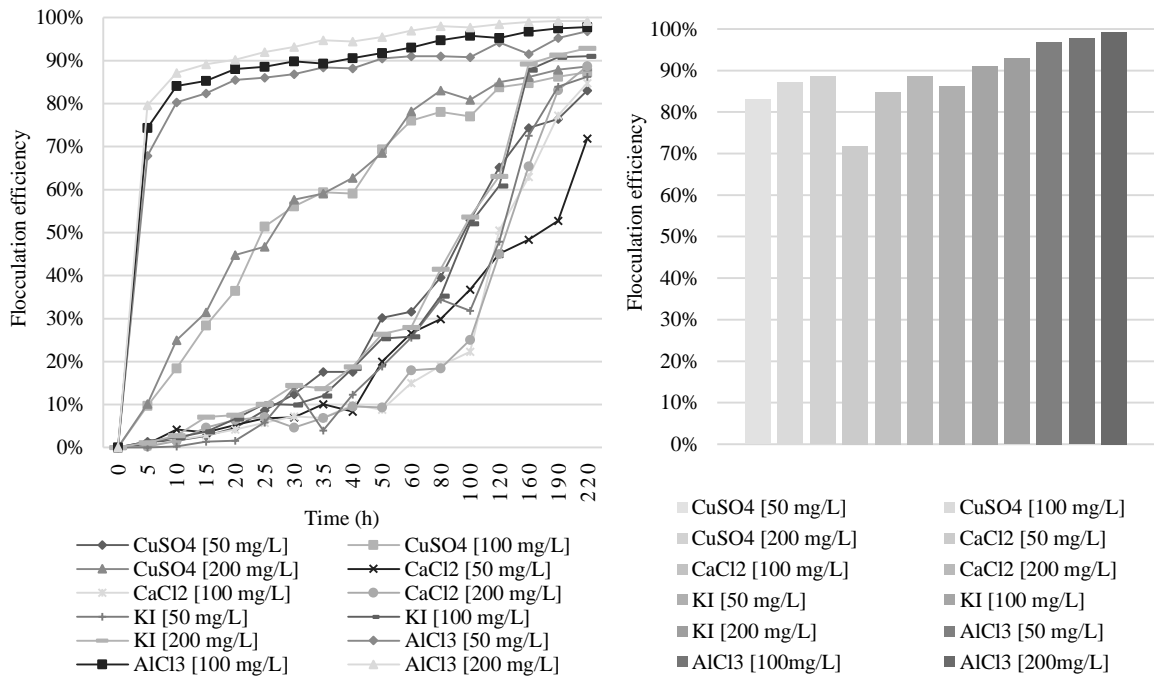 100%
90%
80%
70%
60%
50%
40%
30%
20%
10%
0%
Flocculation efficiency
0 5 10 15 20 25 30 35 40 50 60 80 100 120 160 190 220
Time (h)
CuSO4 [50 mg/L] CuSO4 [100 mg/L]
CuSO4 [200 mg/L] CaCl2 [50 mg/L]
CaCl2 [100 mg/L] CaCl2 [200 mg/L]
KI [50 mg/L] KI [100 mg/L]
KI [200 mg/L] AlCl3 [50 mg/L]
AlCl3 [100 mg/L] AlCl3 [200 mg/L]
100%
90%
80%
70%
60%
50%
40%
30%
20%
10%
0%
Flocculation efficiency
CuSO4 [50 mg/L] CuSO4 [100 mg/L]
CuSO4 [200 mg/L] CaCl2 [50 mg/L]
CaCl2 [100 mg/L] CaCl2 [200 mg/L]
KI [50 mg/L] KI [100 mg/L]
KI [200 mg/L] AlCl3 [50 mg/L]
AlCl3 [100mg/L] AlCl3 [200mg/L]